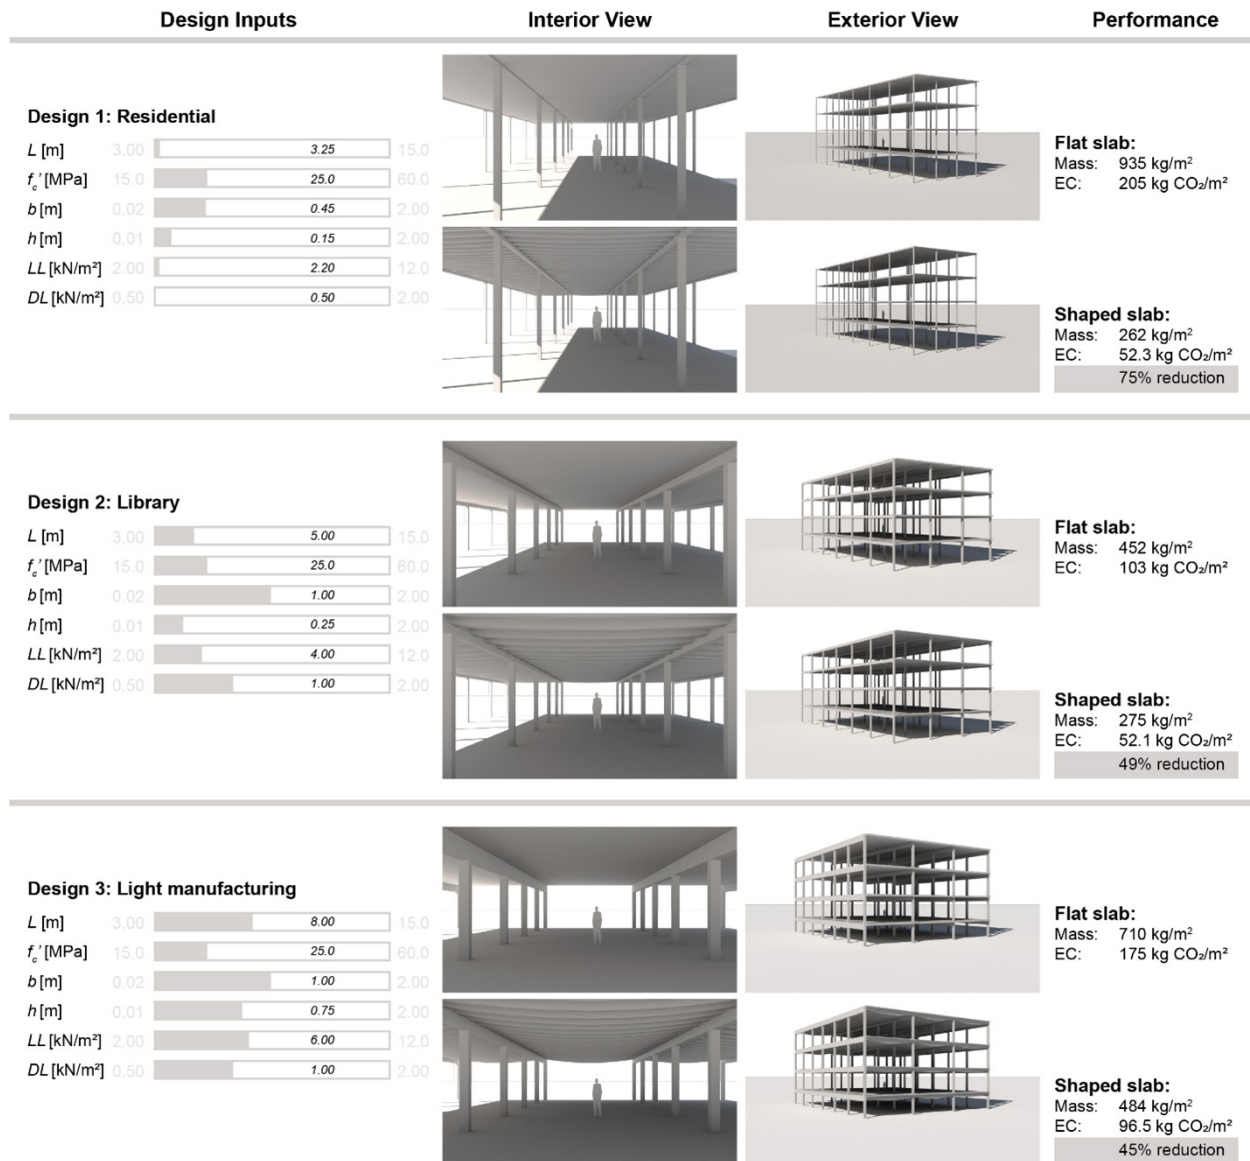 Design Inputs Interior View Exterior View Performance
Design 1: Residential
L [m] 3.00 3.25 15.0
fc' [MPa] 15.0 25.0 60.0
b [m] 0.02 0.45 2.00
h [m] 0.01 0.15 2.00
LL [kN/m²] 2.00 2.20 12.0
DL [kN/m²] 0.50 0.50 2.00
Flat slab:
Mass: 935 kg/m²
EC: 205 kg CO₂/m²
Shaped slab:
Mass: 262 kg/m²
EC: 52.3 kg CO₂/m²
75% reduction
Design 2: Library
L [m] 3.00 5.00 15.0
fc' [MPa] 15.0 25.0 60.0
b [m] 0.02 1.00 2.00
h [m] 0.01 0.25 2.00
LL [kN/m²] 2.00 4.00 12.0
DL [kN/m²] 0.50 1.00 2.00
Flat slab:
Mass: 452 kg/m²
EC: 103 kg CO₂/m²
Shaped slab:
Mass: 275 kg/m²
EC: 52.1 kg CO₂/m²
49% reduction
Design 3: Light manufacturing
L [m] 3.00 8.00 15.0
fc' [MPa] 15.0 25.0 60.0
b [m] 0.02 1.00 2.00
h [m] 0.01 0.75 2.00
LL [kN/m²] 2.00 6.00 12.0
DL [kN/m²] 0.50 1.00 2.00
Flat slab:
Mass: 710 kg/m²
EC: 175 kg CO₂/m²
Shaped slab:
Mass: 484 kg/m²
EC: 96.5 kg CO₂/m²
45% reduction